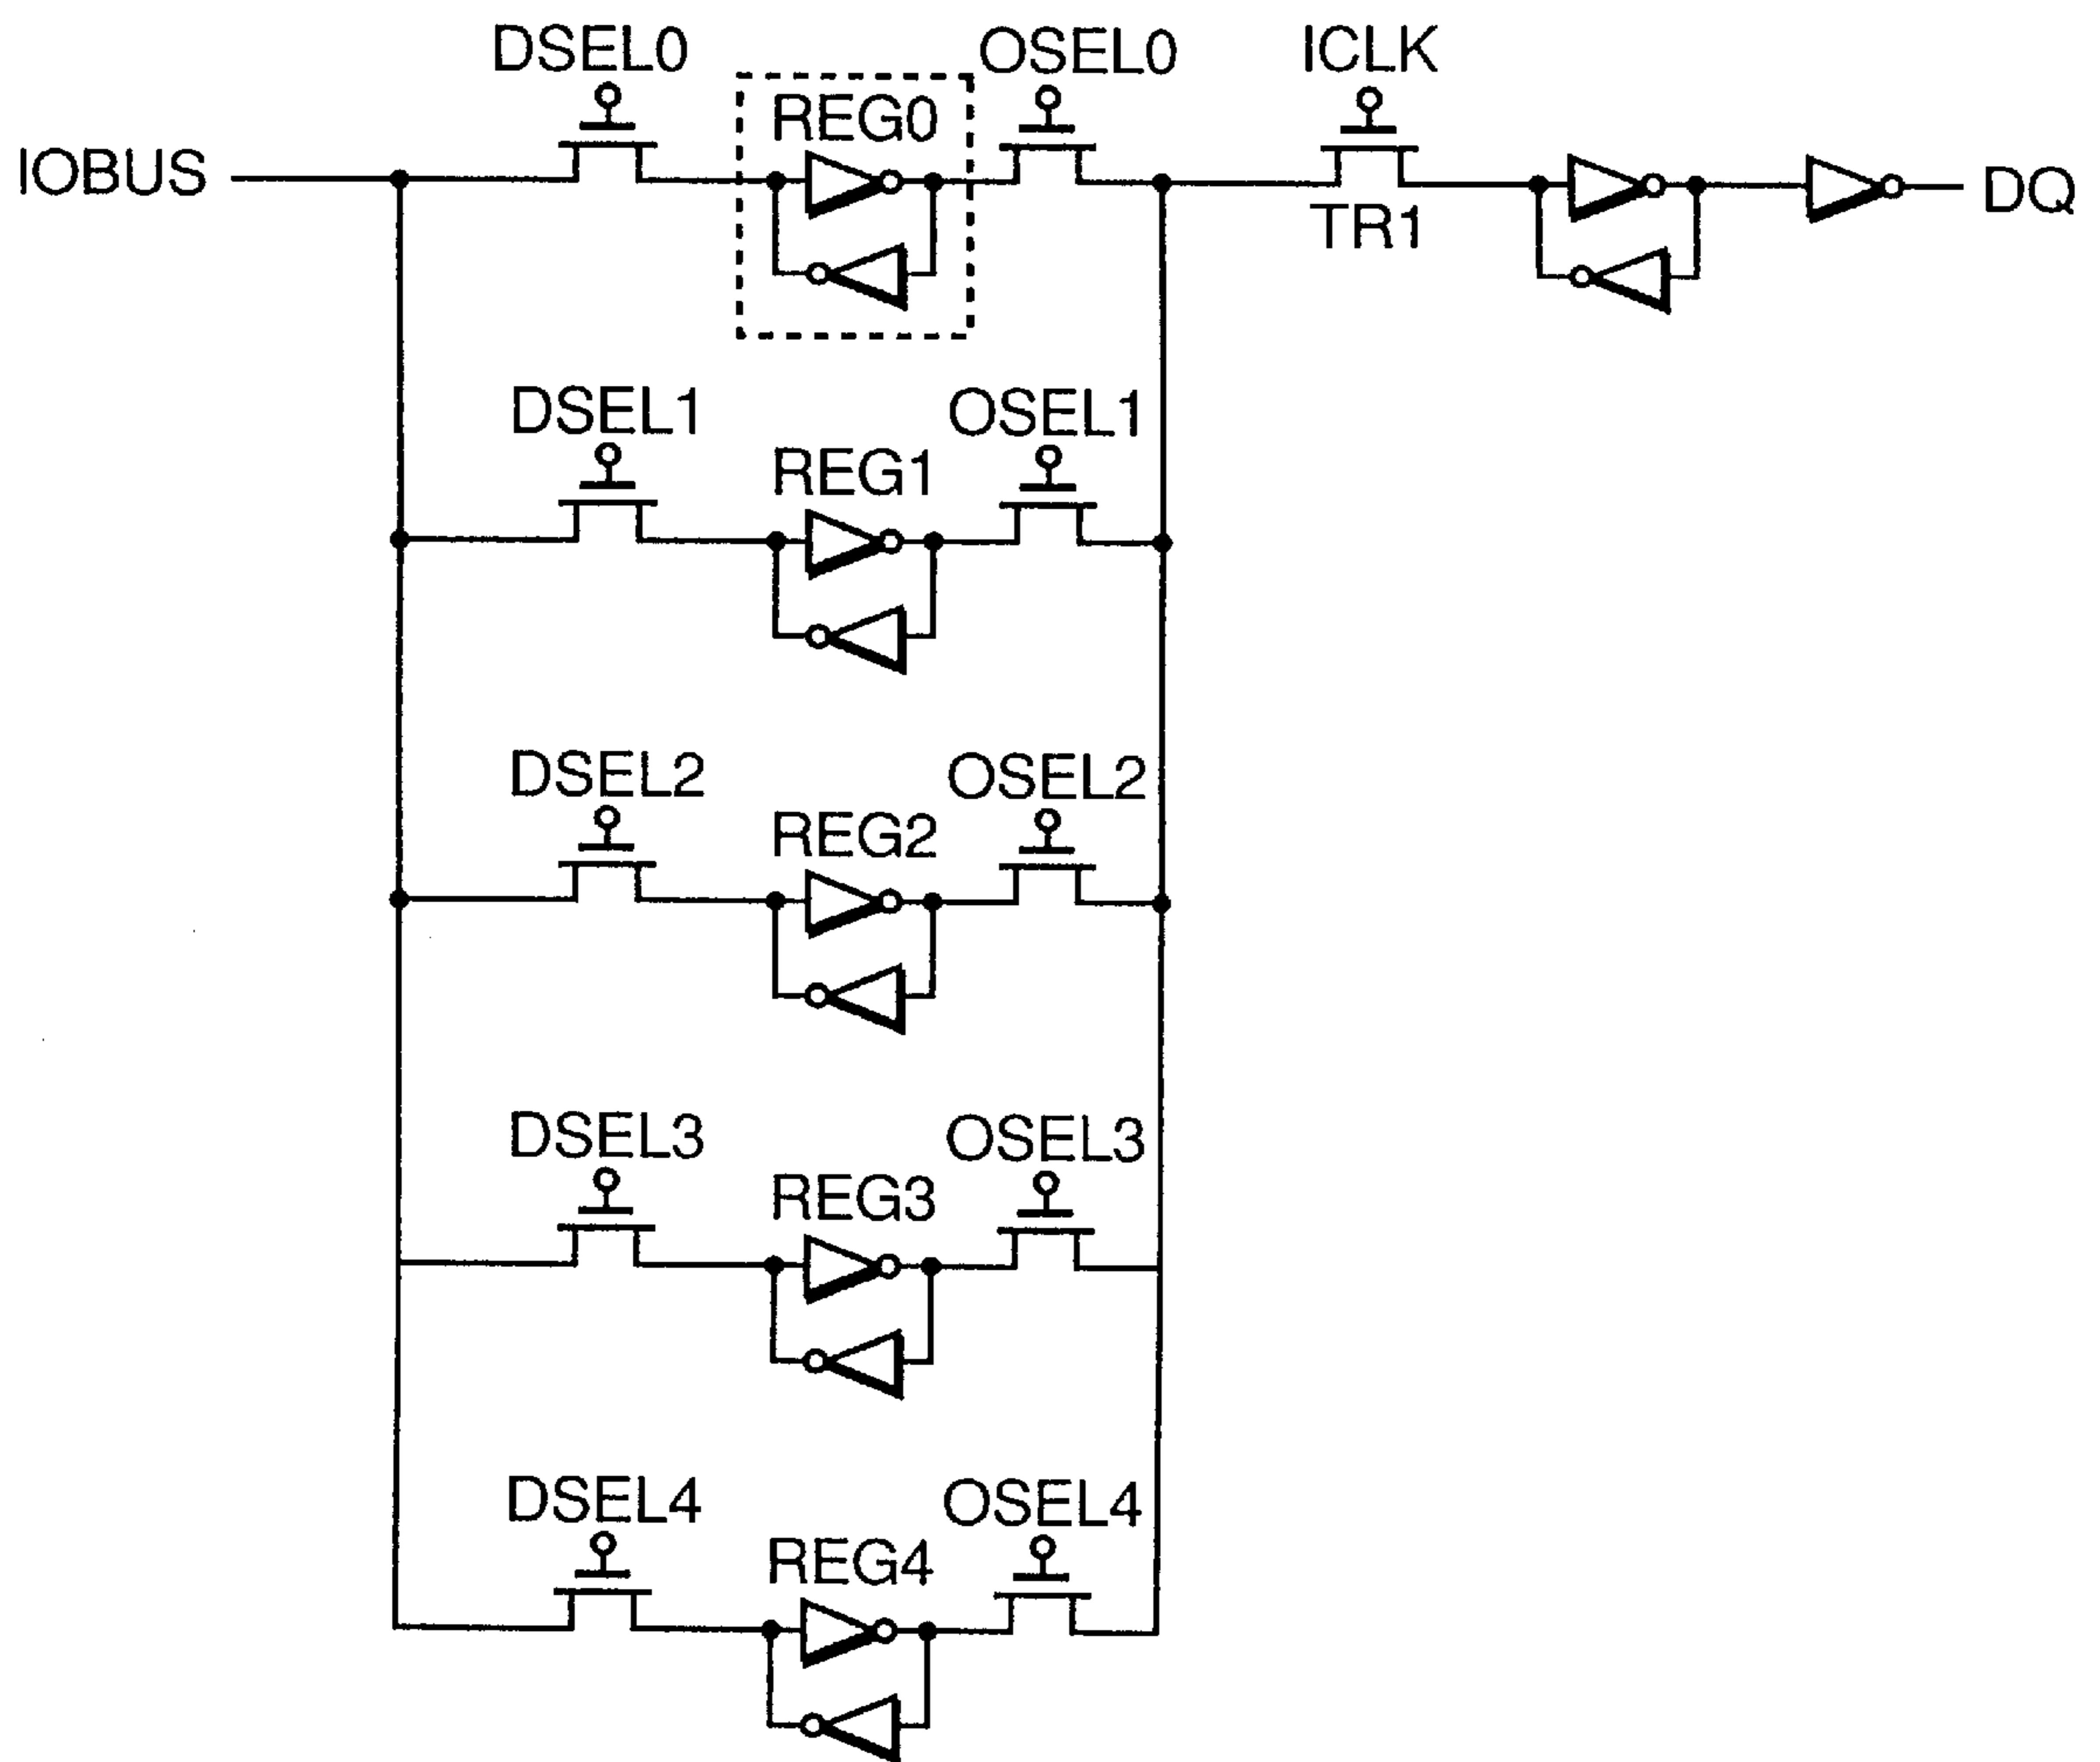 DSEL0
OSEL0
ICLK
REG0
IOBUS
DQ
TR1
DSEL1
OSEL1
REG1
DSEL2
OSEL2
REG2
DSEL3
OSEL3
REG3
DSEL4
OSEL4
REG4